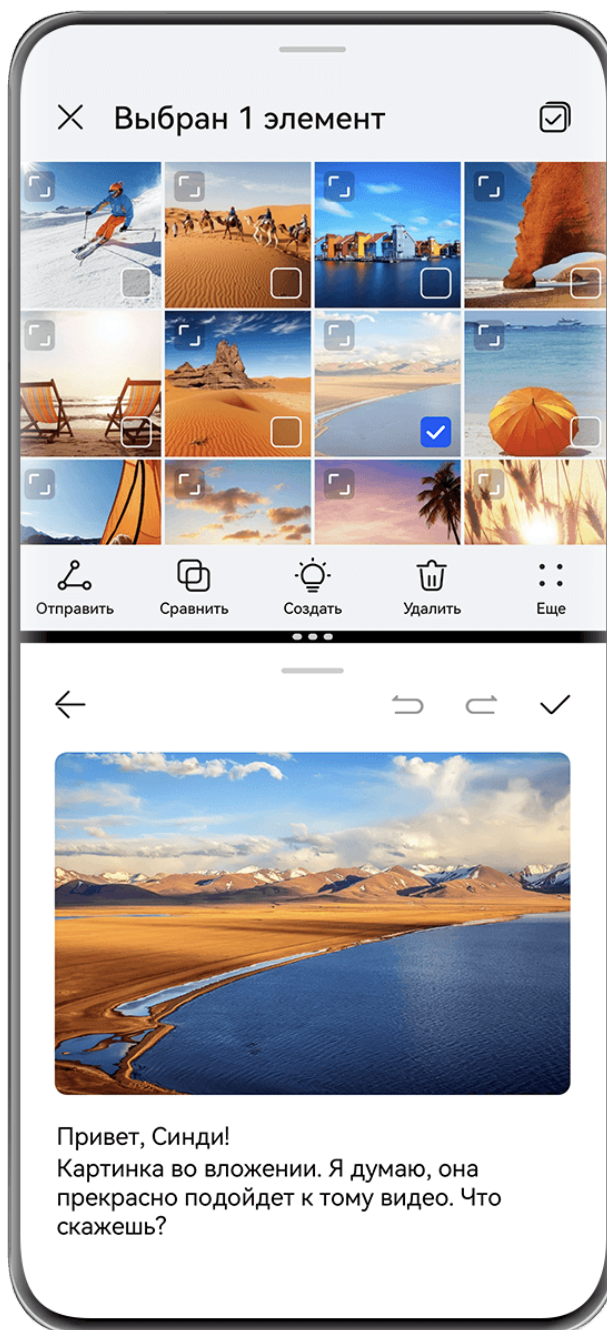 Выбран 1 элемент
Отправить
Сравнить
Создать
Удалить
Еще
Привет, Синди!
Картинка во вложении. Я думаю, она
прекрасно подойдет к тому видео. Что
скажешь?